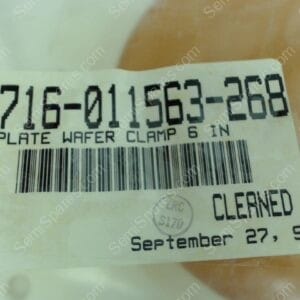 716-011563-268
PLATE WAFER CLAMP 6 IN
CLEANED
September 27,